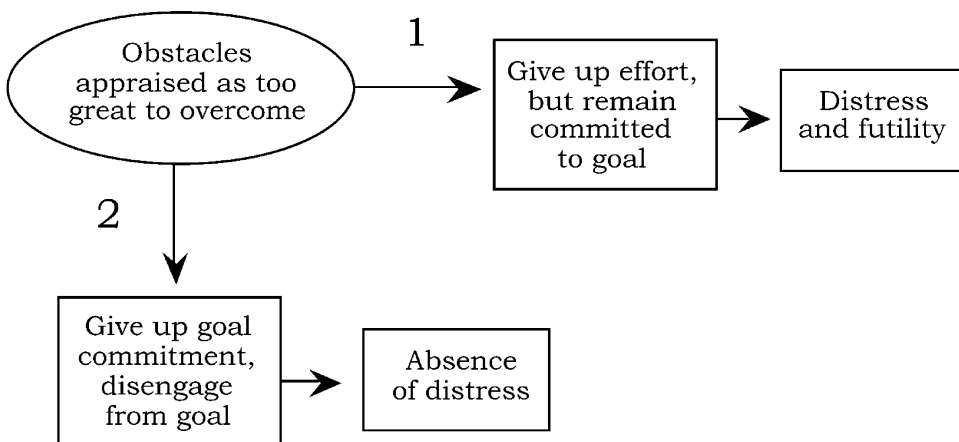 Obstacles
appraised as too
great to overcome
1
Give up effort,
but remain
committed
to goal
Distress
and futility
2
Give up goal
commitment,
disengage
from goal
Absence
of distress